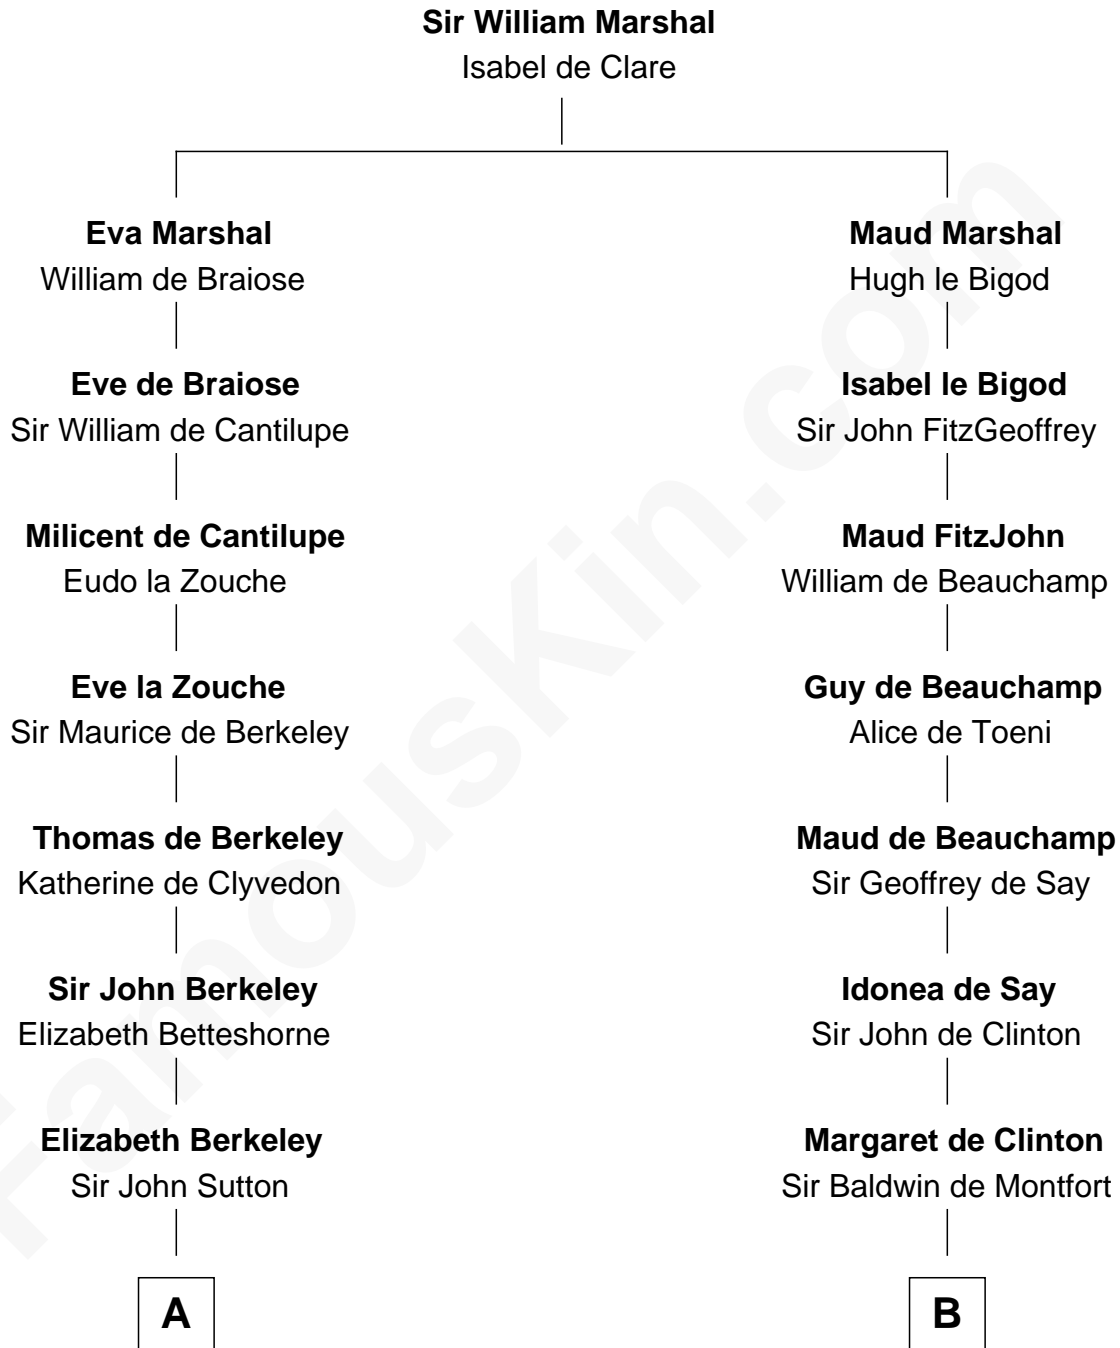 Sir William Marshal
Isabel de Clare
Eva Marshal
William de Braiose
Maud Marshal
Hugh le Bigod
Eve de Braiose
Sir William de Cantilupe
Isabel le Bigod
Sir John FitzGeoffrey
Milicent de Cantilupe
Eudo la Zouche
Maud FitzJohn
William de Beauchamp
Eve la Zouche
Sir Maurice de Berkeley
Guy de Beauchamp
Alice de Toeni
Thomas de Berkeley
Katherine de Clyvedon
Maud de Beauchamp
Sir Geoffrey de Say
Sir John Berkeley
Elizabeth Betteshorne
Idonea de Say
Sir John de Clinton
Elizabeth Berkeley
Sir John Sutton
Margaret de Clinton
Sir Baldwin de Montfort
A
B
FamousKin.com